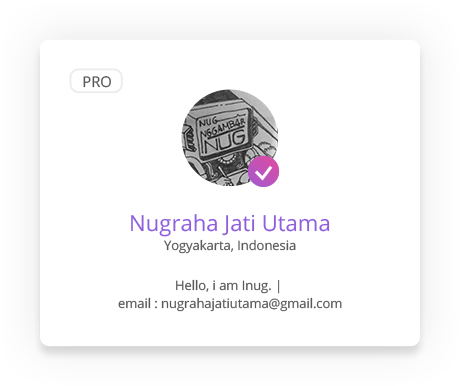 PRO
NUG
NGGAMBAR
NUG
Nugraha Jati Utama
Yogyakarta, Indonesia
Hello, i am Inug. |
email : nugrahajatiutama@gmail.com